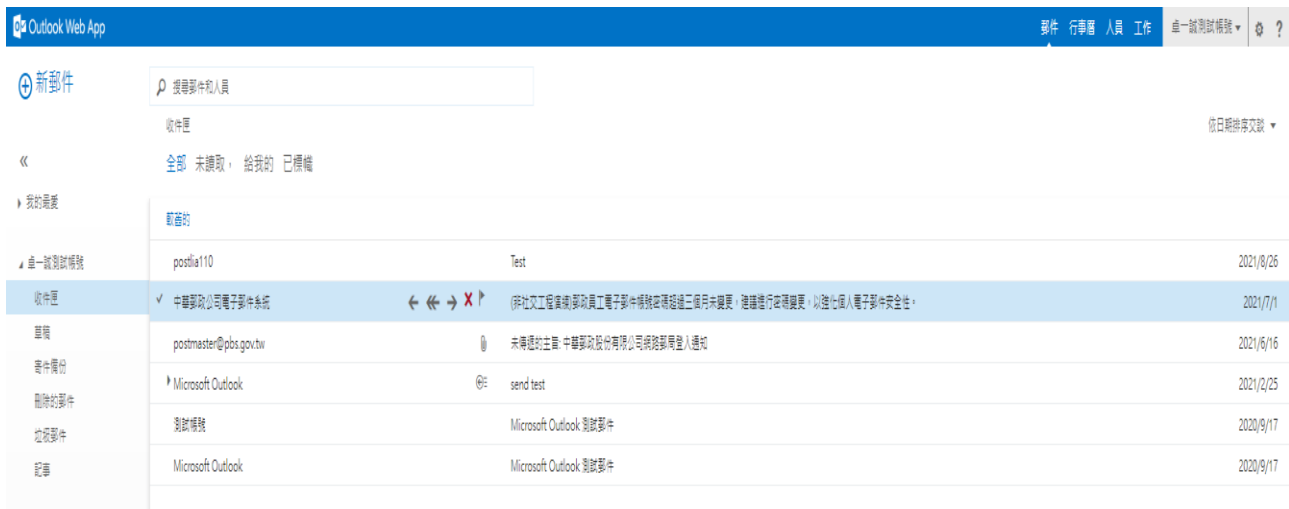 Outlook Web App 郵件 行事曆 人員 工作 卓一誠測試帳號 ?
新郵件
搜尋郵件和人員
收件匣 依日期排序交談
全部 未讀取， 給我的 已標幟
我的最愛
較舊的
卓一誠測試帳號
postlia110 Test 2021/8/26
收件匣
中華郵政公司電子郵件系統 (非社交工程演練)郵政員工電子郵件帳號密碼超過三個月未變更，建議進行密碼變更，以強化個人電子郵件安全性。 2021/7/1
草稿
postmaster@pbs.gov.tw 未傳遞的主旨: 中華郵政股份有限公司網路郵局登入通知 2021/6/16
寄件備份
Microsoft Outlook send test 2021/2/25
刪除的郵件
測試帳號 Microsoft Outlook 測試郵件 2020/9/17
垃圾郵件
Microsoft Outlook Microsoft Outlook 測試郵件 2020/9/17
記事